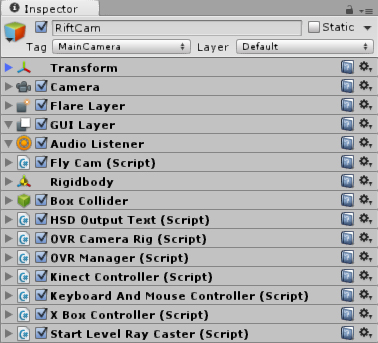 Inspector
RiftCam Static
Tag MainCamera Layer Default
Transform
Camera
Flare Layer
GUI Layer
Audio Listener
Fly Cam (Script)
Rigidbody
Box Collider
HSD Output Text (Script)
OVR Camera Rig (Script)
OVR Manager (Script)
Kinect Controller (Script)
Keyboard And Mouse Controller (Script)
X Box Controller (Script)
Start Level Ray Caster (Script)